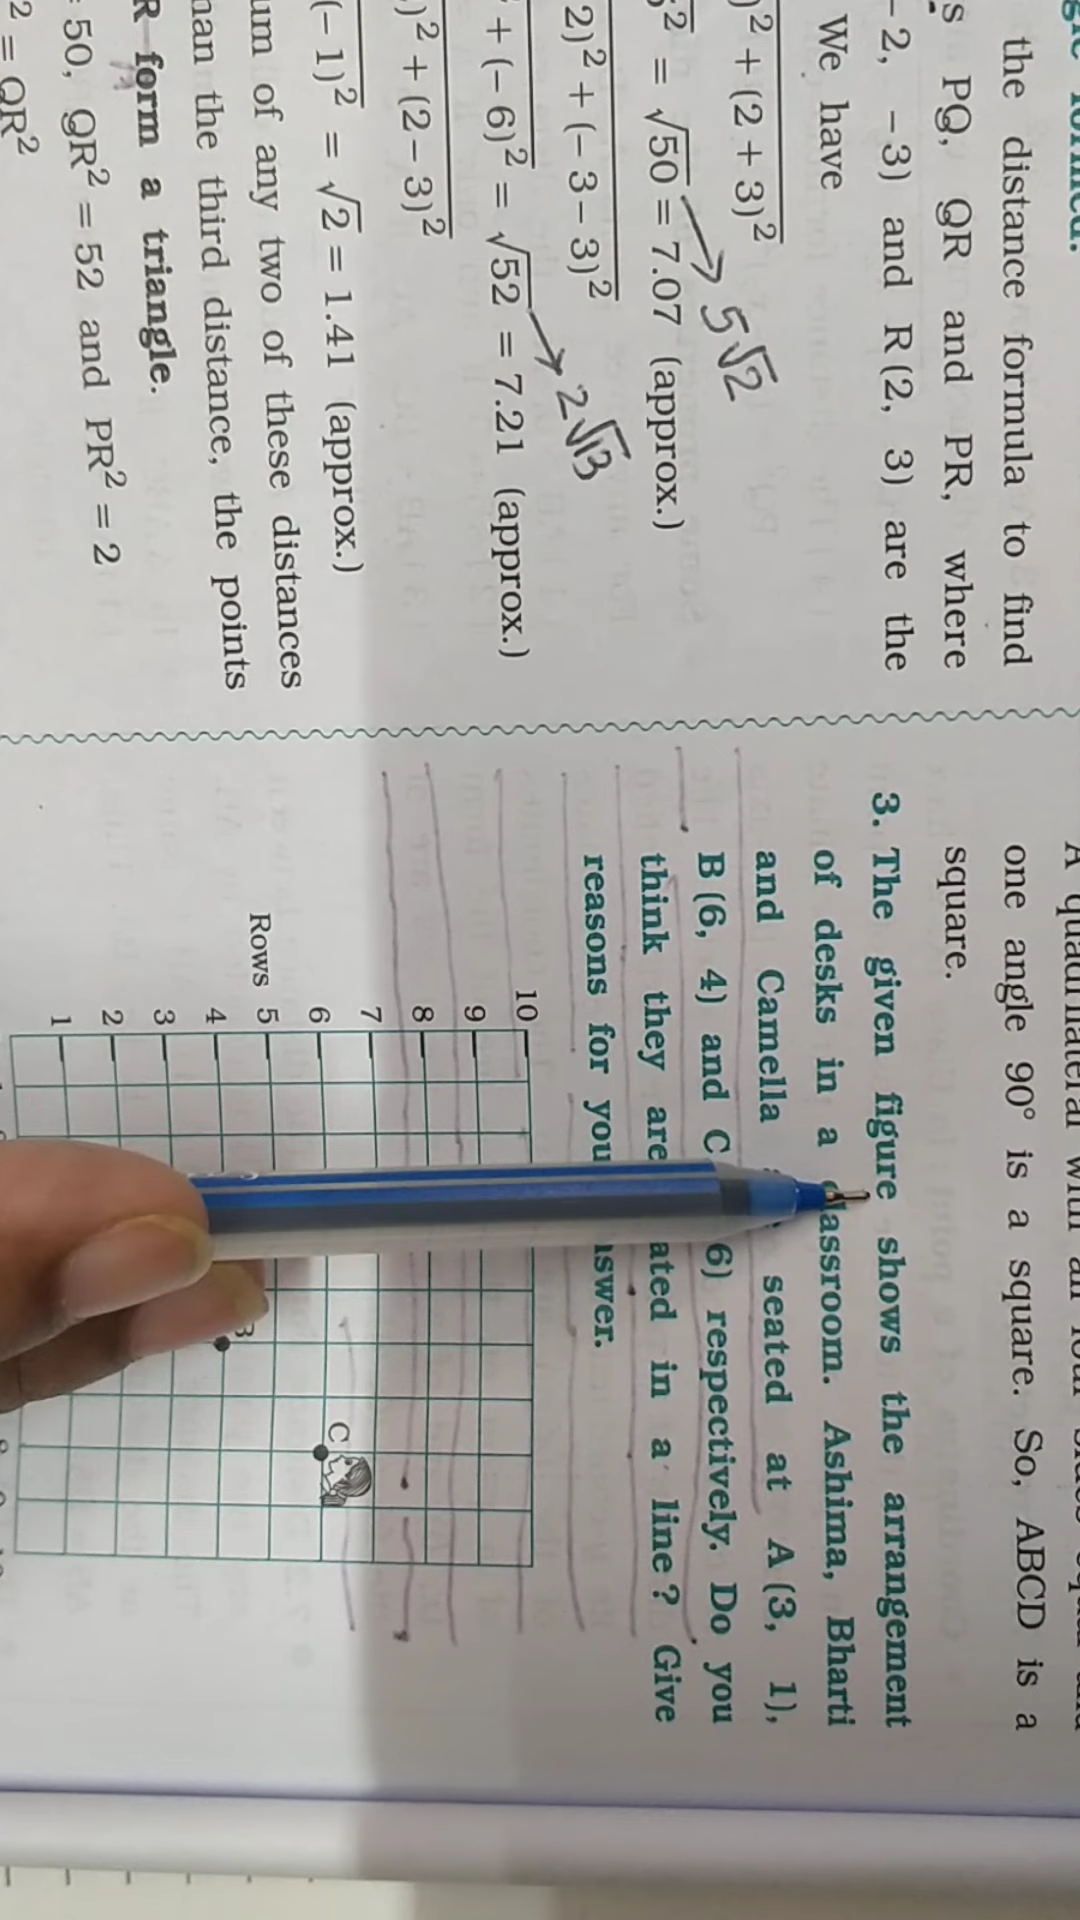 the distance formula to find
s PQ, QR and PR, where
– 2, – 3) and R (2, 3) are the
We have
)² + (2 + 3)²
² = √50 = 7.07 (approx.)
5√2
2)² + (– 3 – 3)²
+ (– 6)² = √52 = 7.21 (approx.)
2√13
)² + (2 – 3)²
(– 1)² = √2 = 1.41 (approx.)
um of any two of these distances
han the third distance, the points
R form a triangle.
50, QR² = 52 and PR² = 2
² = QR²
one angle 90° is a square. So, ABCD is a
square.
3. The given figure shows the arrangement
of desks in a classroom. Ashima, Bharti
and Camella seated at A (3, 1),
B (6, 4) and C 6) respectively. Do you
think they are ated in a line ? Give
reasons for you swer.
10
9
8
7
6
Rows 5
4
3
2
1
B
C